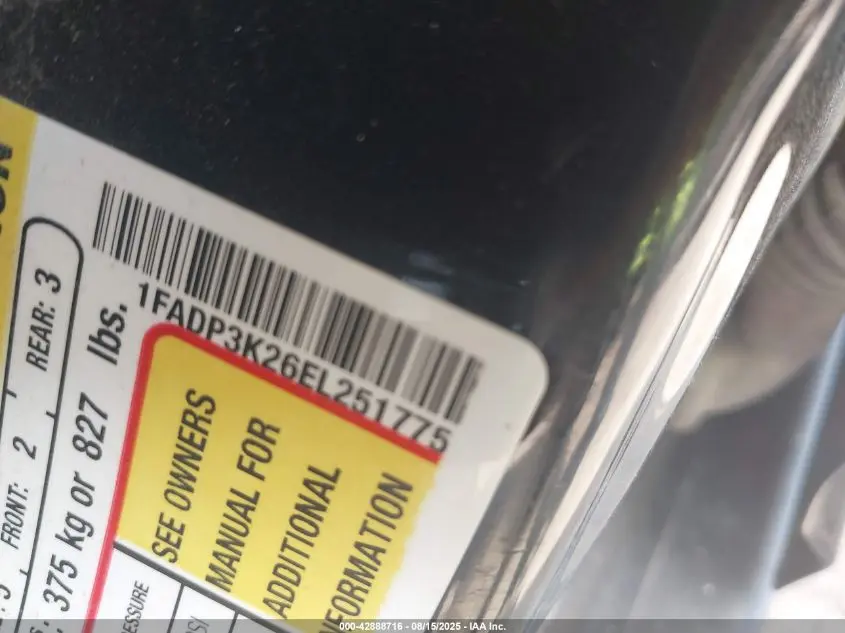 1FADP3K26EL251775
REAR: 3
FRONT: 2
375 kg or 827 lbs.
SEE OWNERS
MANUAL FOR
ADDITIONAL
000-42888716 - 08/15/2025 - IAA Inc.